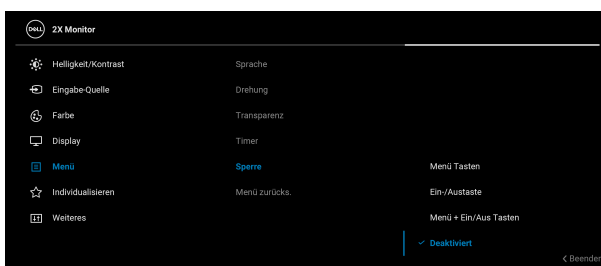 DELL 2X Monitor
Helligkeit/Kontrast Sprache
Eingabe-Quelle Drehung
Farbe Transparenz
Display Timer
Menü Sperre Menü Tasten
Individualisieren Menü zurücks. Ein-/Austaste
Weiteres Menü + Ein/Aus Tasten
Deaktiviert
Beenden